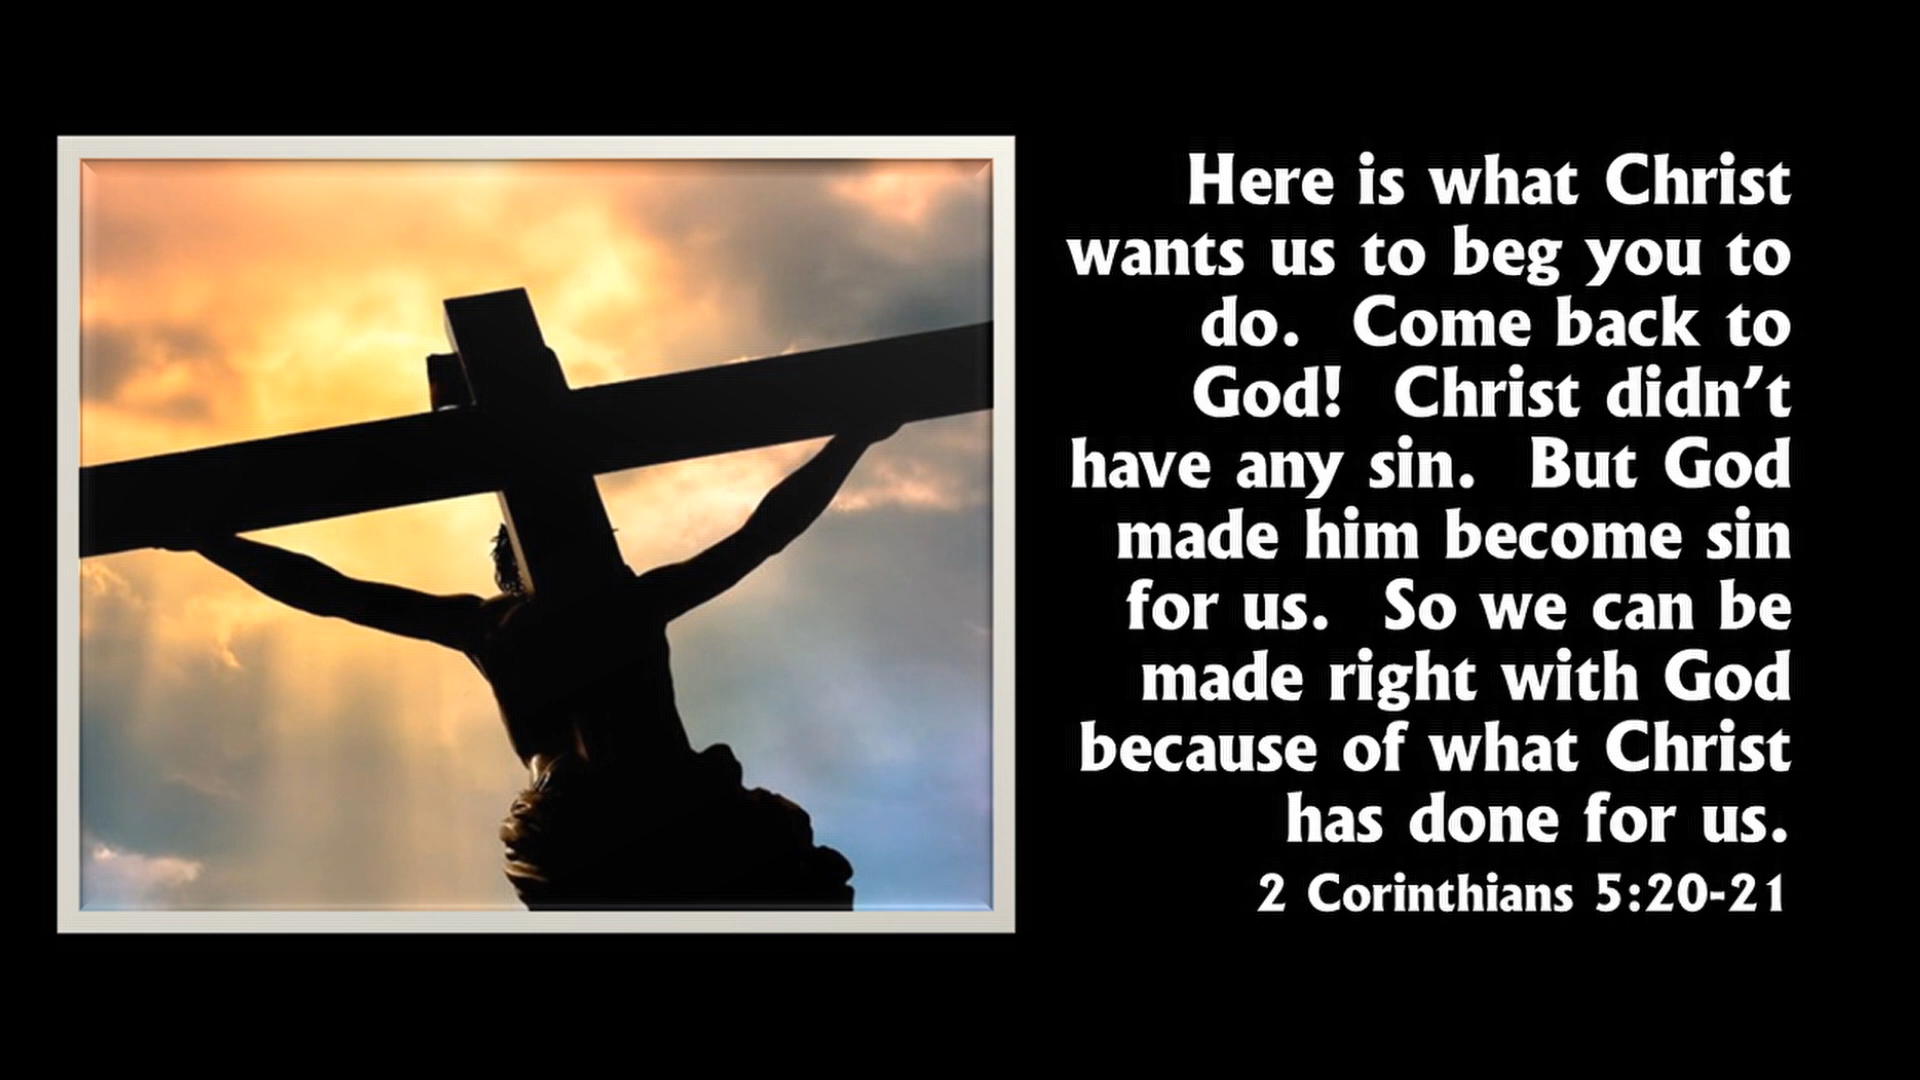 Here is what Christ
wants us to beg you to
do.  Come back to
God!  Christ didn’t
have any sin.  But God
made him become sin
for us.  So we can be
made right with God
because of what Christ
has done for us.
2 Corinthians 5:20-21